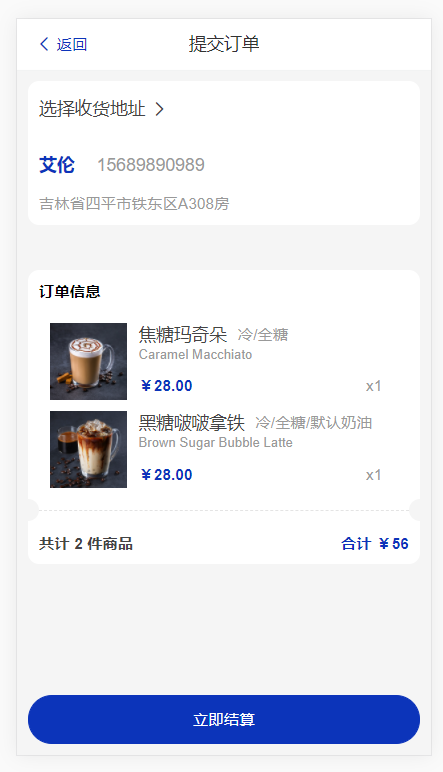 返回 提交订单
选择收货地址
艾伦 15689890989
吉林省四平市铁东区A308房
订单信息
焦糖玛奇朵 冷/全糖
Caramel Macchiato
￥28.00 x1
黑糖啵啵拿铁 冷/全糖/默认奶油
Brown Sugar Bubble Latte
￥28.00 x1
共计 2 件商品 合计 ￥56
立即结算